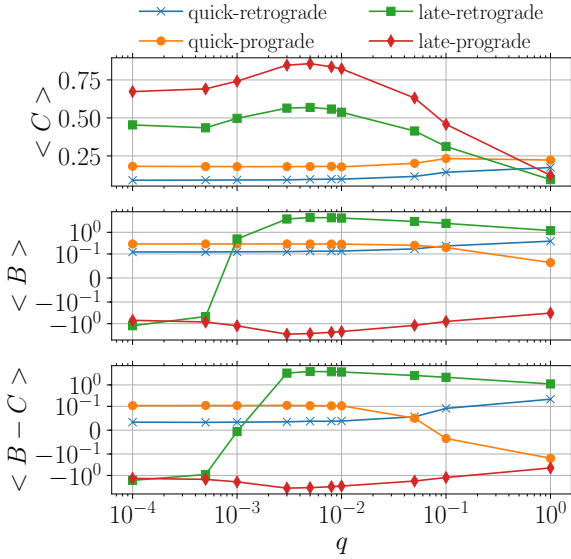 quick-retrograde late-retrograde
quick-prograde late-prograde
< C >
0.75
0.50
0.25
< B >
10^0
10^{-1}
0
−10^{-1}
−10^0
< B − C >
10^0
10^{-1}
0
−10^{-1}
−10^0
10^{-4} 10^{-3} 10^{-2} 10^{-1} 10^0
q